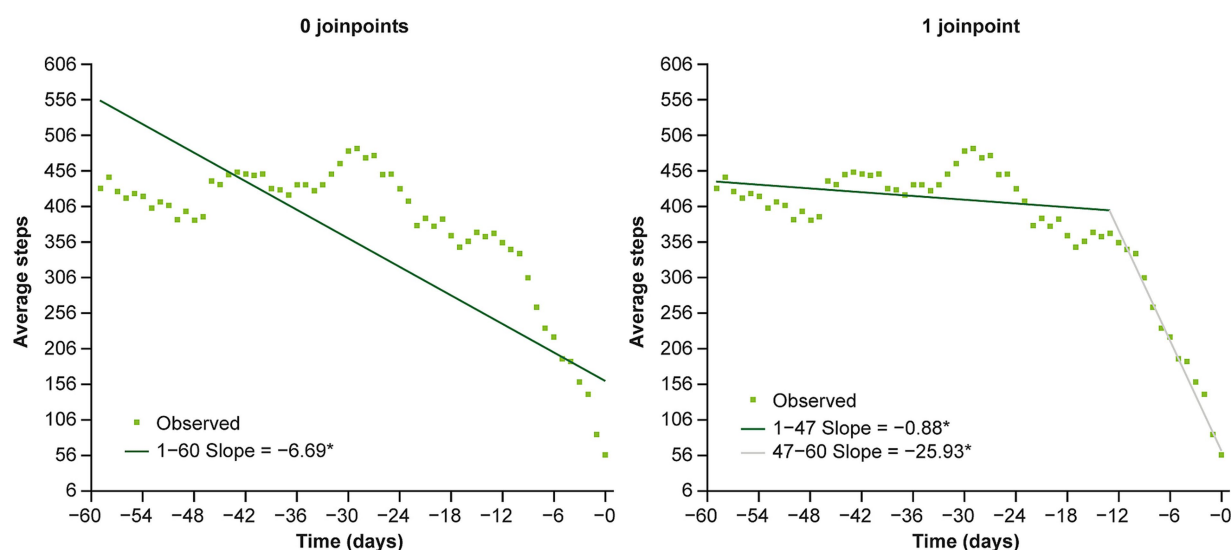 0 joinpoints
606
556
506
456
406
356
306
256
206
156
106
56
6
Average steps
Observed
1–60 Slope = −6.69*
−60 −54 −48 −42 −36 −30 −24 −18 −12 −6 −0
Time (days)
1 joinpoint
606
556
506
456
406
356
306
256
206
156
106
56
6
Average steps
Observed
1–47 Slope = −0.88*
47–60 Slope = −25.93*
−60 −54 −48 −42 −36 −30 −24 −18 −12 −6 −0
Time (days)